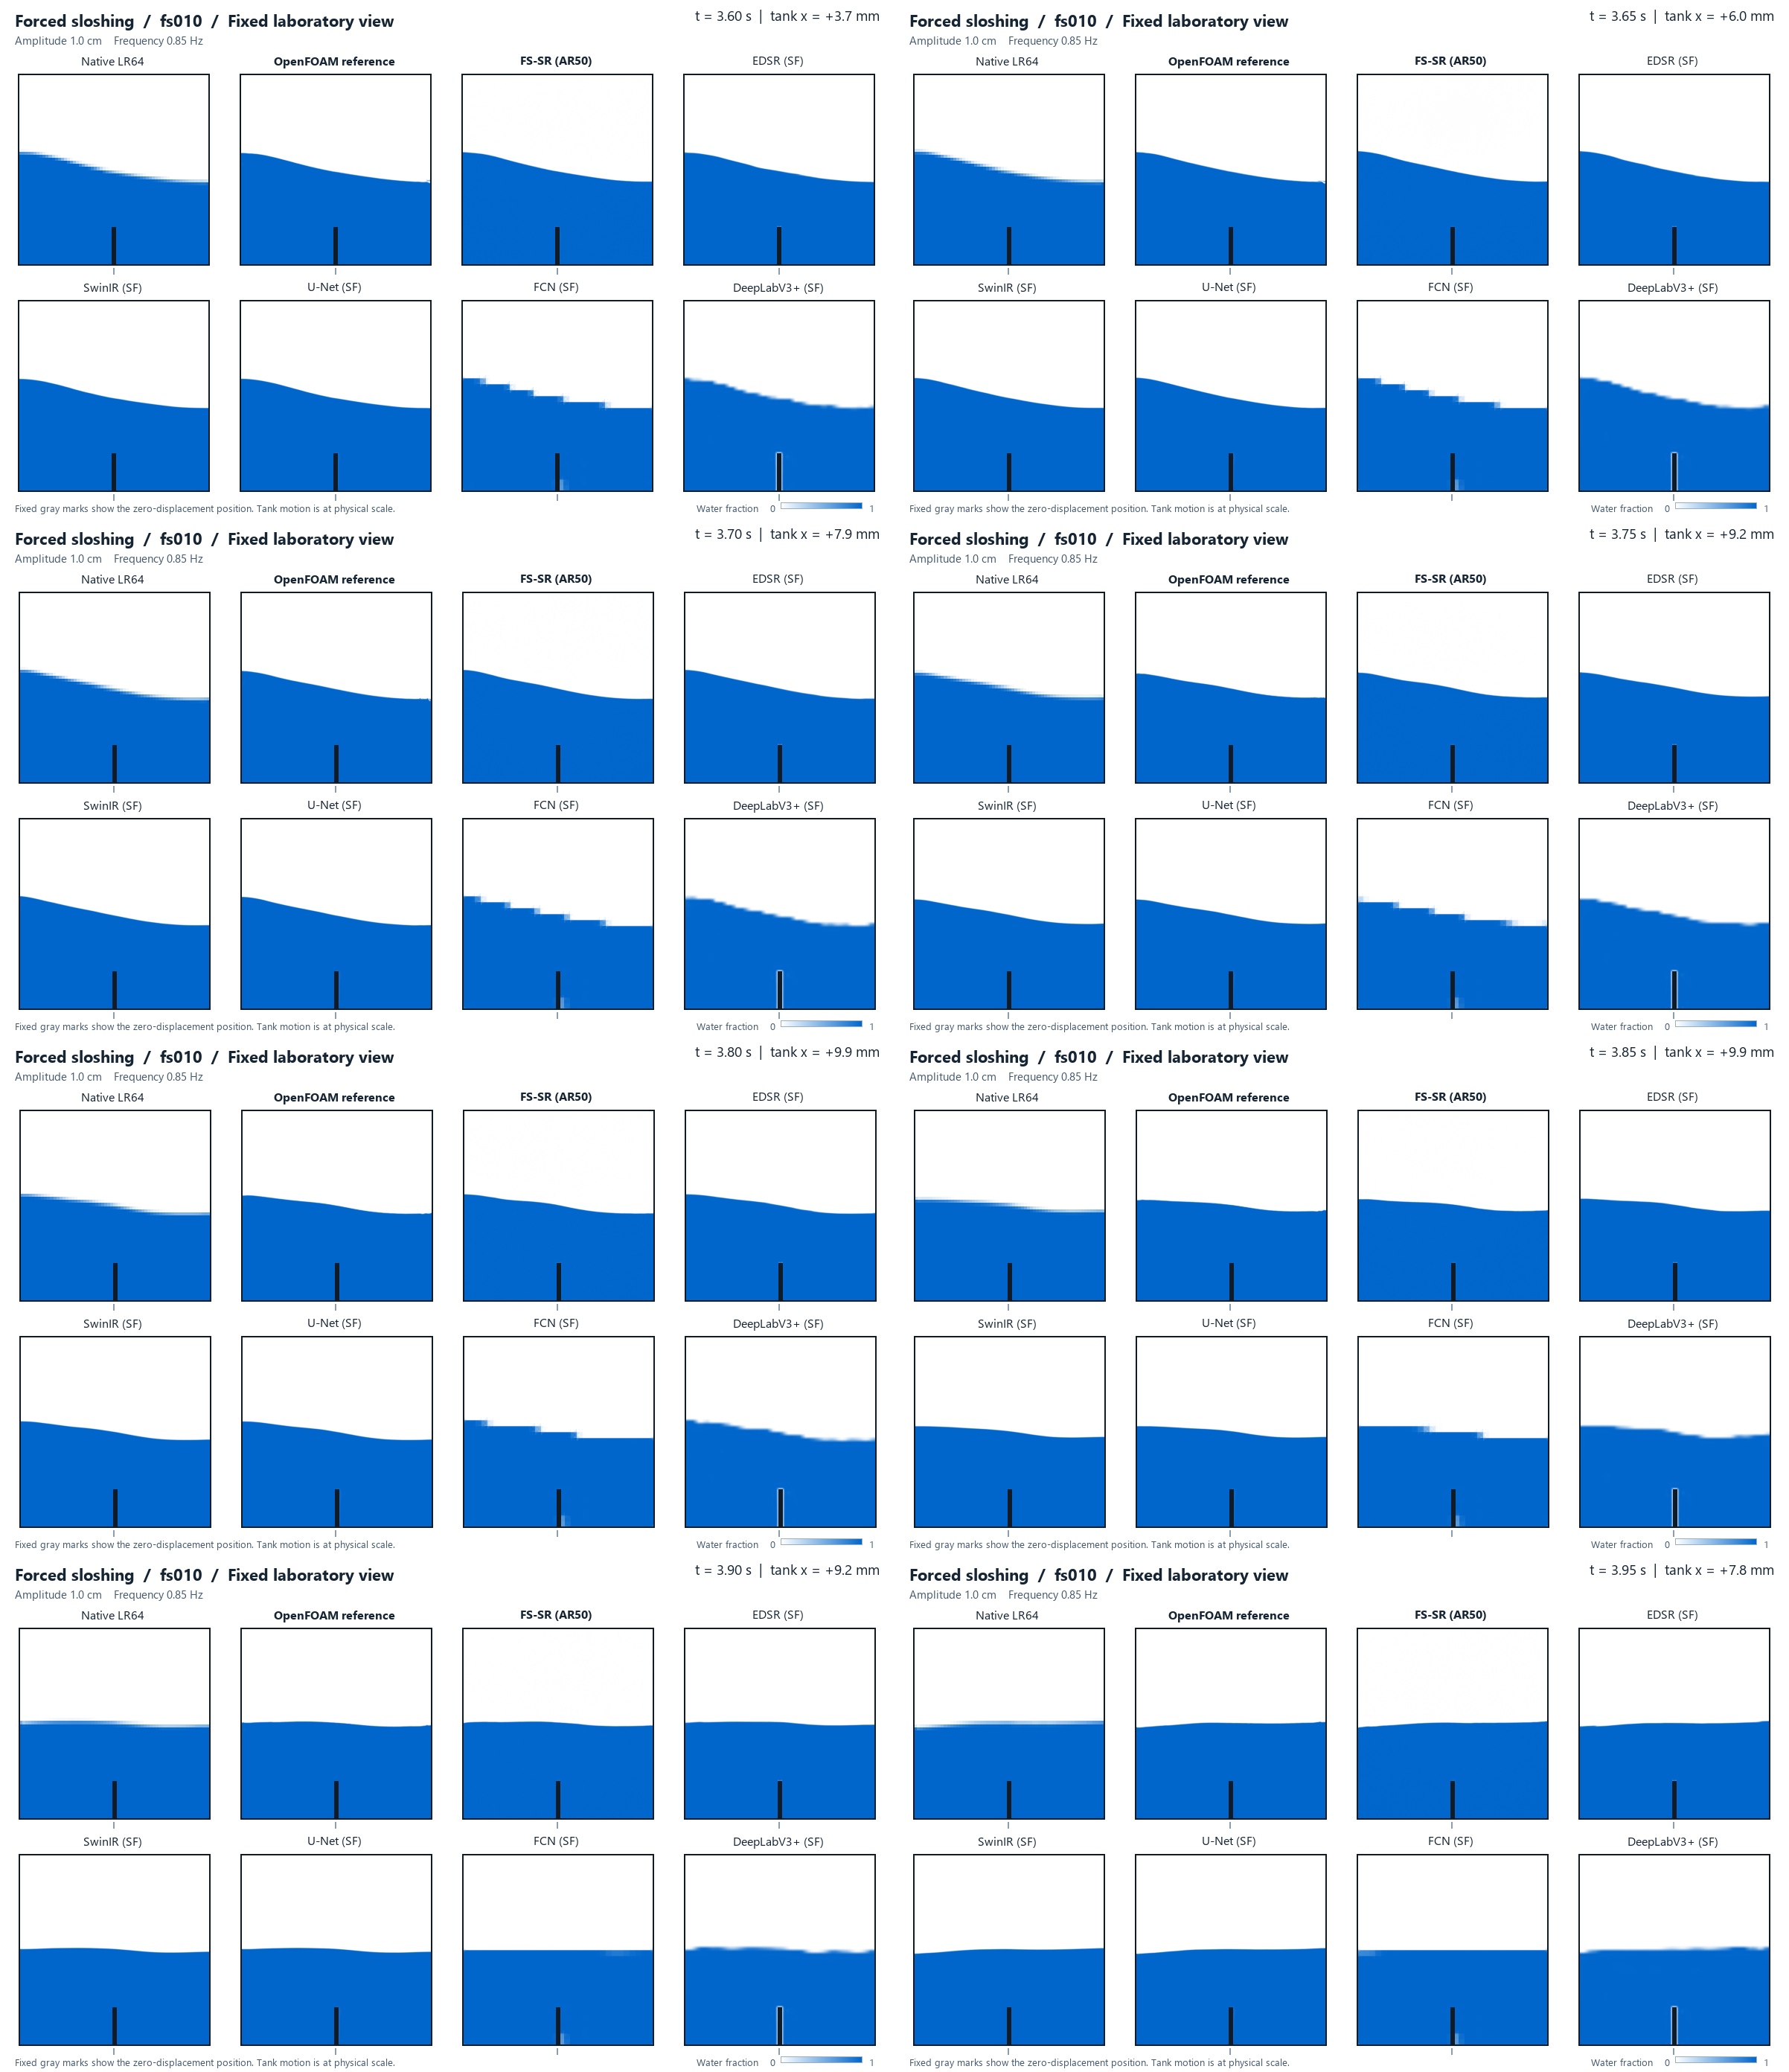 Forced sloshing / fs010 / Fixed laboratory view
t = 3.60 s | tank x = +3.7 mm
Amplitude 1.0 cm Frequency 0.85 Hz
Native LR64
OpenFOAM reference
FS-SR (AR50)
EDSR (SF)
SwinIR (SF)
U-Net (SF)
FCN (SF)
DeepLabV3+ (SF)
Fixed gray marks show the zero-displacement position. Tank motion is at physical scale.
Water fraction 0 1
Forced sloshing / fs010 / Fixed laboratory view
t = 3.65 s | tank x = +6.0 mm
Amplitude 1.0 cm Frequency 0.85 Hz
Native LR64
OpenFOAM reference
FS-SR (AR50)
EDSR (SF)
SwinIR (SF)
U-Net (SF)
FCN (SF)
DeepLabV3+ (SF)
Fixed gray marks show the zero-displacement position. Tank motion is at physical scale.
Water fraction 0 1
Forced sloshing / fs010 / Fixed laboratory view
t = 3.70 s | tank x = +7.9 mm
Amplitude 1.0 cm Frequency 0.85 Hz
Native LR64
OpenFOAM reference
FS-SR (AR50)
EDSR (SF)
SwinIR (SF)
U-Net (SF)
FCN (SF)
DeepLabV3+ (SF)
Fixed gray marks show the zero-displacement position. Tank motion is at physical scale.
Water fraction 0 1
Forced sloshing / fs010 / Fixed laboratory view
t = 3.75 s | tank x = +9.2 mm
Amplitude 1.0 cm Frequency 0.85 Hz
Native LR64
OpenFOAM reference
FS-SR (AR50)
EDSR (SF)
SwinIR (SF)
U-Net (SF)
FCN (SF)
DeepLabV3+ (SF)
Fixed gray marks show the zero-displacement position. Tank motion is at physical scale.
Water fraction 0 1
Forced sloshing / fs010 / Fixed laboratory view
t = 3.80 s | tank x = +9.9 mm
Amplitude 1.0 cm Frequency 0.85 Hz
Native LR64
OpenFOAM reference
FS-SR (AR50)
EDSR (SF)
SwinIR (SF)
U-Net (SF)
FCN (SF)
DeepLabV3+ (SF)
Fixed gray marks show the zero-displacement position. Tank motion is at physical scale.
Water fraction 0 1
Forced sloshing / fs010 / Fixed laboratory view
t = 3.85 s | tank x = +9.9 mm
Amplitude 1.0 cm Frequency 0.85 Hz
Native LR64
OpenFOAM reference
FS-SR (AR50)
EDSR (SF)
SwinIR (SF)
U-Net (SF)
FCN (SF)
DeepLabV3+ (SF)
Fixed gray marks show the zero-displacement position. Tank motion is at physical scale.
Water fraction 0 1
Forced sloshing / fs010 / Fixed laboratory view
t = 3.90 s | tank x = +9.2 mm
Amplitude 1.0 cm Frequency 0.85 Hz
Native LR64
OpenFOAM reference
FS-SR (AR50)
EDSR (SF)
SwinIR (SF)
U-Net (SF)
FCN (SF)
DeepLabV3+ (SF)
Fixed gray marks show the zero-displacement position. Tank motion is at physical scale.
Water fraction 0 1
Forced sloshing / fs010 / Fixed laboratory view
t = 3.95 s | tank x = +7.8 mm
Amplitude 1.0 cm Frequency 0.85 Hz
Native LR64
OpenFOAM reference
FS-SR (AR50)
EDSR (SF)
SwinIR (SF)
U-Net (SF)
FCN (SF)
DeepLabV3+ (SF)
Fixed gray marks show the zero-displacement position. Tank motion is at physical scale.
Water fraction 0 1